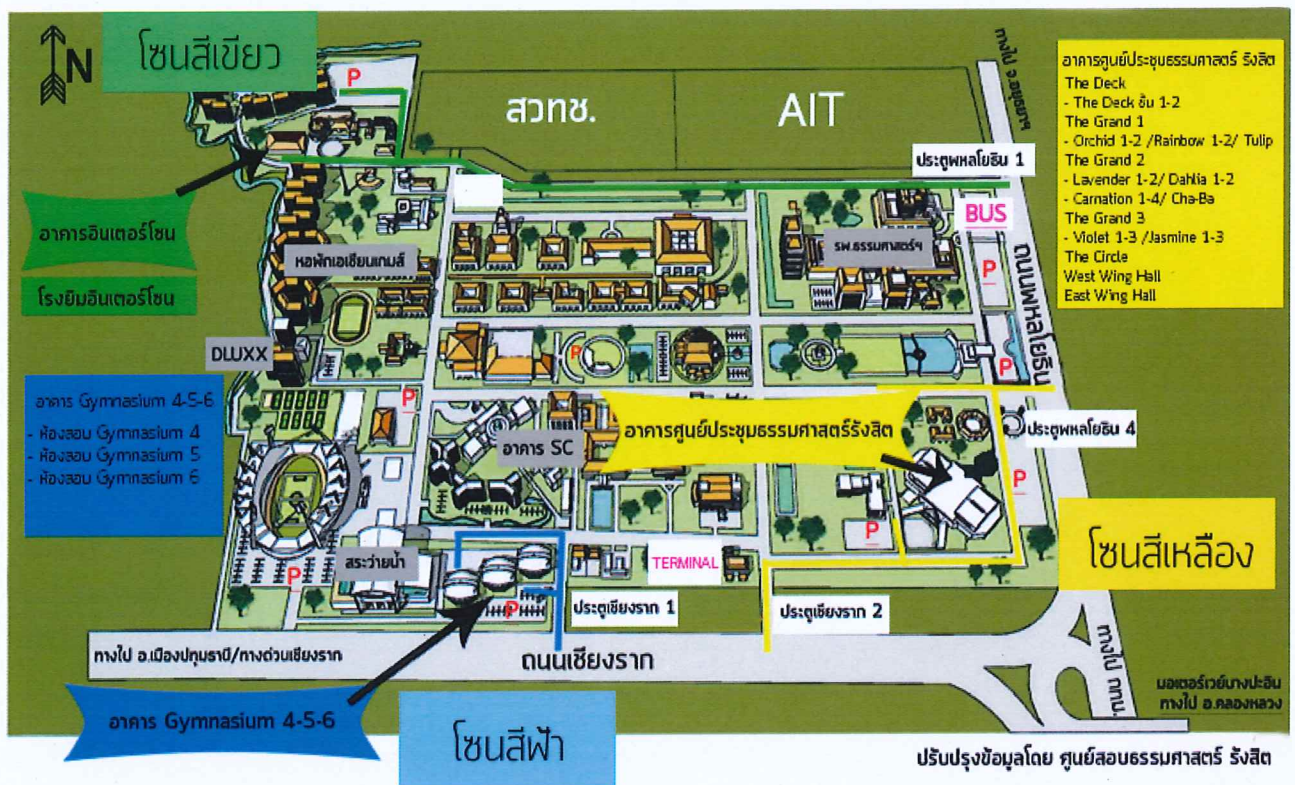 N
โซนสีเขียว
P
สวทช.
AIT
ทางไป จ.อยุธยา
อาคารศูนย์ประชุมธรรมศาสตร์ รังสิต
The Deck
- The Deck ชั้น 1-2
The Grand 1
- Orchid 1-2 /Rainbow 1-2/ Tulip
The Grand 2
- Lavender 1-2/ Dahlia 1-2
- Carnation 1-4/ Cha-Ba
The Grand 3
- Violet 1-3 /Jasmine 1-3
The Circle
West Wing Hall
East Wing Hall
ประตูพหลโยธิน 1
BUS
P
ถนนพหลโยธิน
อาคารอินเตอร์โซน
โรงยิมอินเตอร์โซน
หอพักเอเชียนเกมส์
รพ.ธรรมศาสตร์ฯ
DLUXX
P
P
P
อาคาร Gymnasium 4-5-6
- ห้องสอบ Gymnasium 4
- ห้องสอบ Gymnasium 5
- ห้องสอบ Gymnasium 6
อาคาร SC
อาคารศูนย์ประชุมธรรมศาสตร์รังสิต
ประตูพหลโยธิน 4
P
P
โซนสีเหลือง
สระว่ายน้ำ
P
P
TERMINAL
ประตูเชียงราก 1
ประตูเชียงราก 2
ทางไป อ.เมืองปทุมธานี/ทางด่วนเชียงราก
ถนนเชียงราก
ทางไป กทม.
มอเตอร์เวย์บางปะอิน
ทางไป อ.คลองหลวง
อาคาร Gymnasium 4-5-6
โซนสีฟ้า
ปรับปรุงข้อมูลโดย ศูนย์สอบธรรมศาสตร์ รังสิต